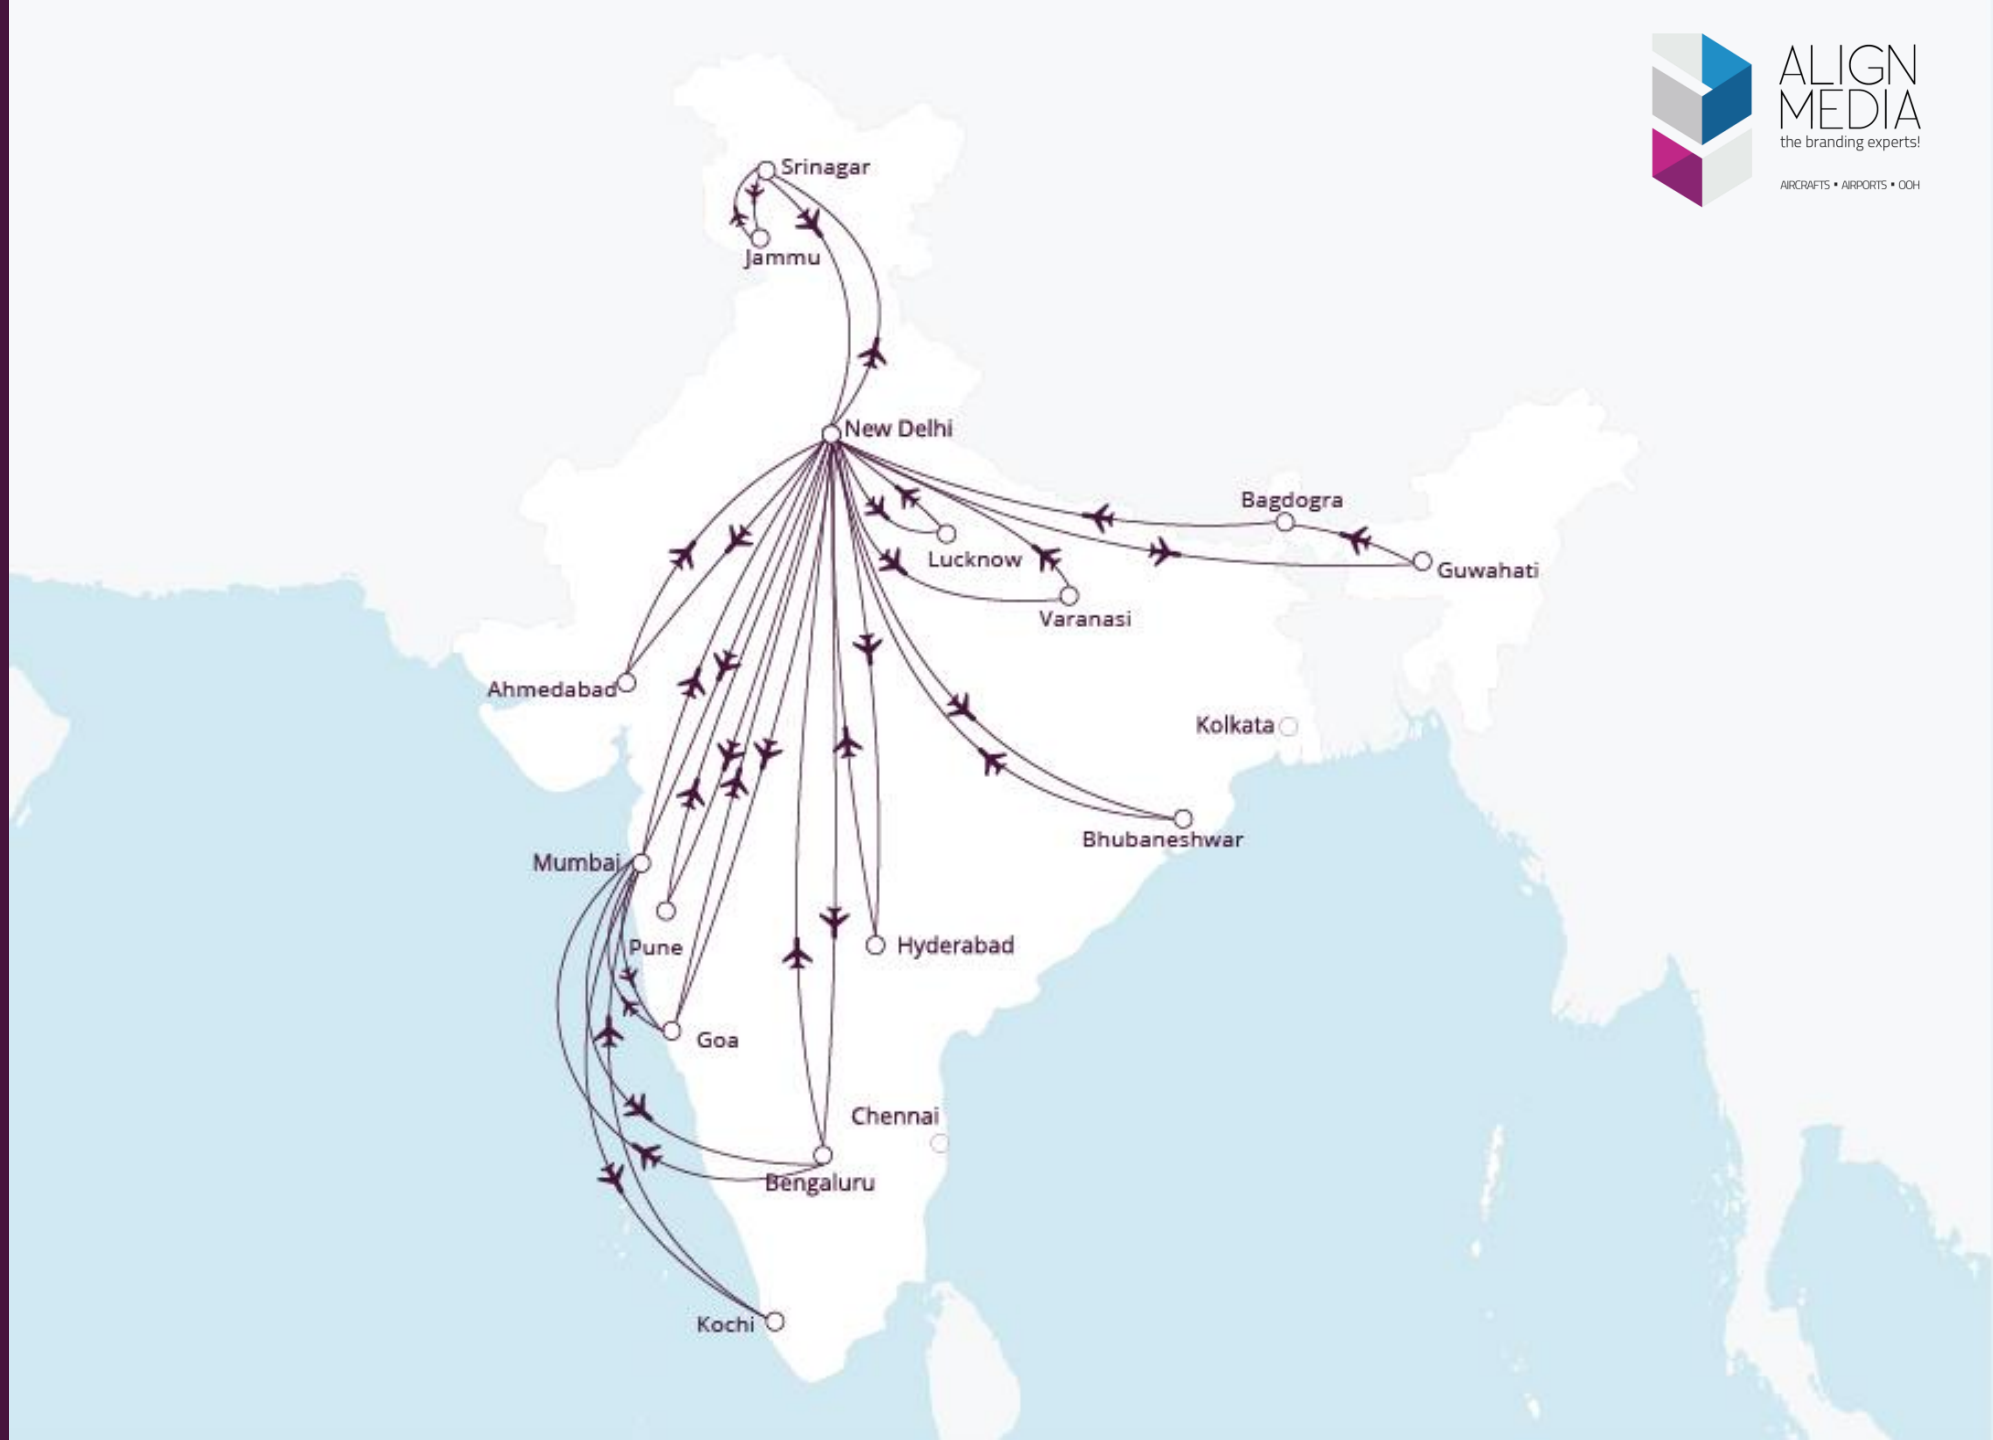 ALIGN
MEDIA
the branding experts!
AIRCRAFTS • AIRPORTS • OOH
Srinagar
Jammu
New Delhi
Bagdogra
Lucknow
Guwahati
Varanasi
Ahmedabad
Kolkata
Bhubaneshwar
Mumbai
Pune
Hyderabad
Goa
Chennai
Bengaluru
Kochi